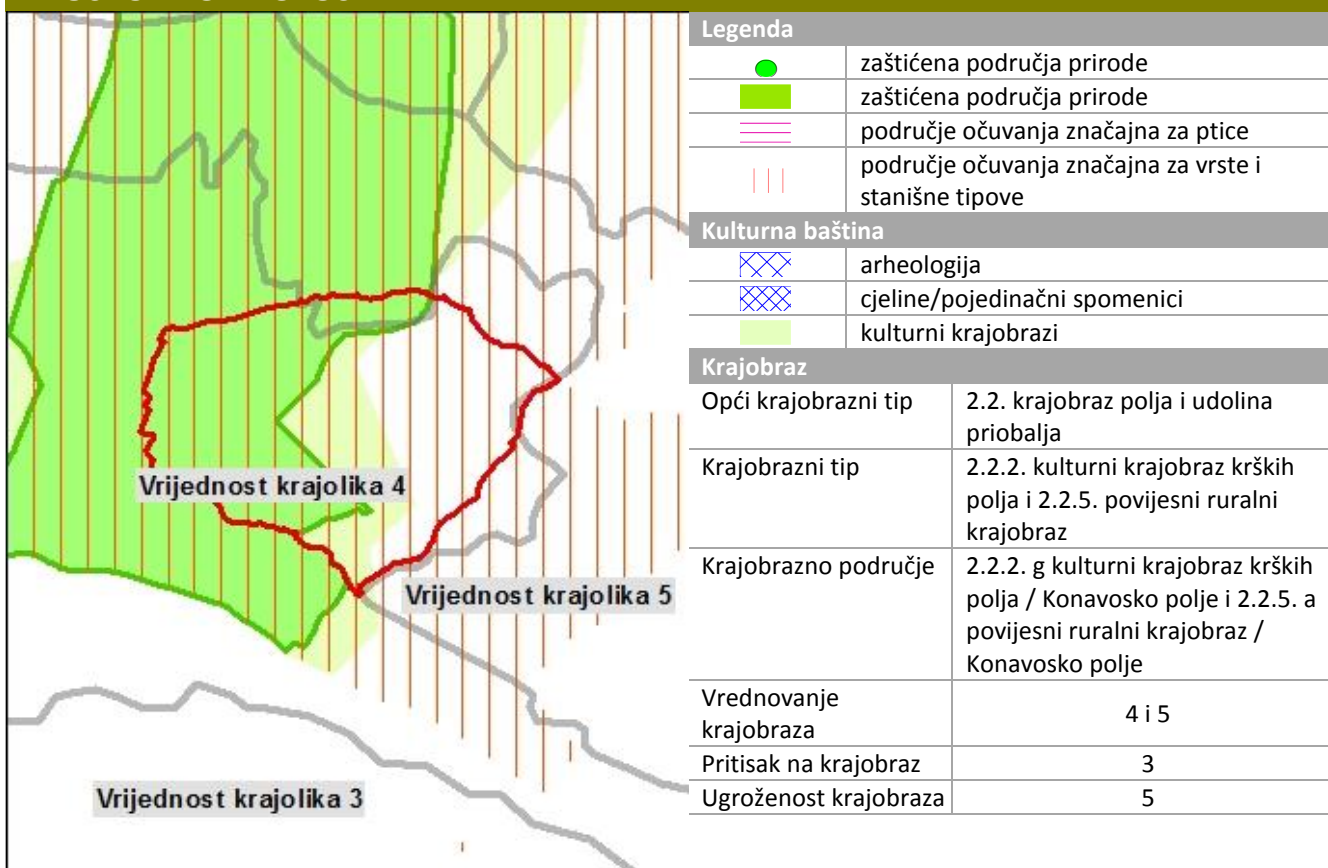 Vrijednost krajolika 4
Vrijednost krajolika 5
Vrijednost krajolika 3
Legenda
zaštićena područja prirode
zaštićena područja prirode
područje očuvanja značajna za ptice
područje očuvanja značajna za vrste i
stanišne tipove
Kulturna baština
arheologija
cjeline/pojedinačni spomenici
kulturni krajobrazi
Krajobraz
Opći krajobrazni tip
2.2. krajobraz polja i udolina
priobalja
Krajobrazni tip
2.2.2. kulturni krajobraz krških
polja i 2.2.5. povijesni ruralni
krajobraz
Krajobrazno područje
2.2.2. g kulturni krajobraz krških
polja / Konavosko polje i 2.2.5. a
povijesni ruralni krajobraz /
Konavosko polje
Vrednovanje
krajobraza
4 i 5
Pritisak na krajobraz
3
Ugroženost krajobraza
5